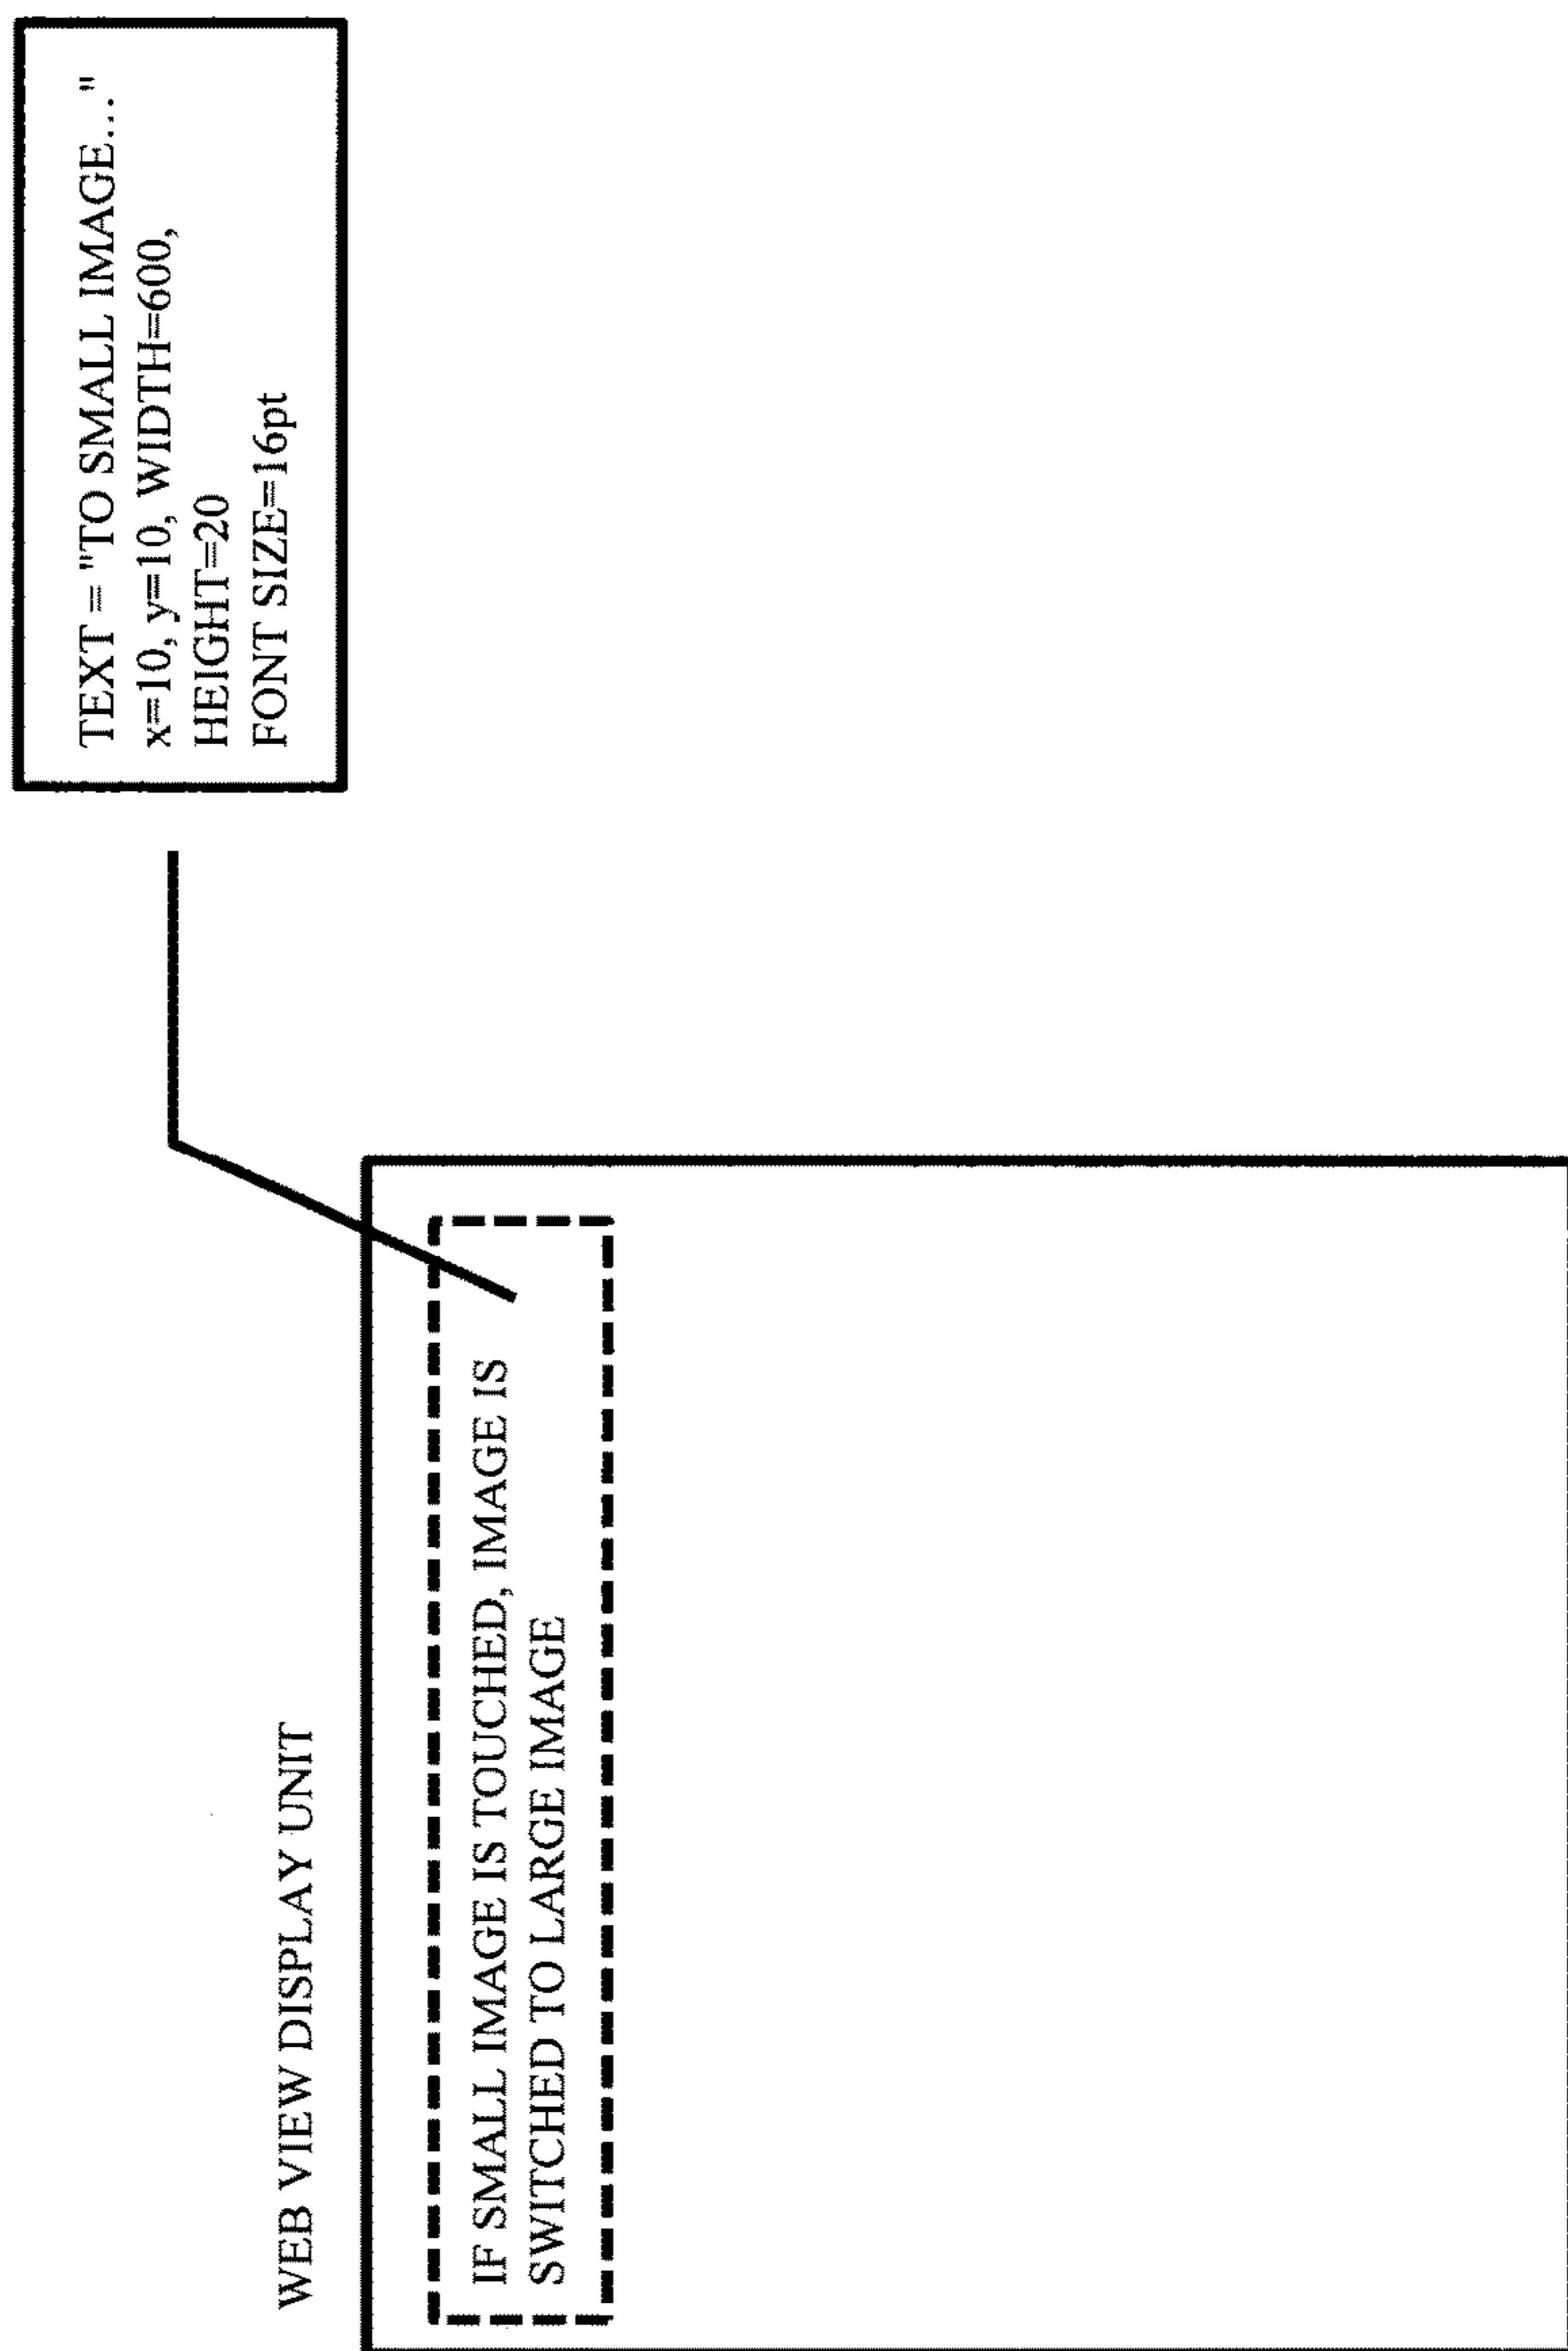 WEB VIEW DISPLAY UNIT
IF SMALL IMAGE IS TOUCHED, IMAGE IS
SWITCHED TO LARGE IMAGE
TEXT = "TO SMALL IMAGE…"
x=10, y=10, WIDTH=600,
HEIGHT=20
FONT SIZE=16pt